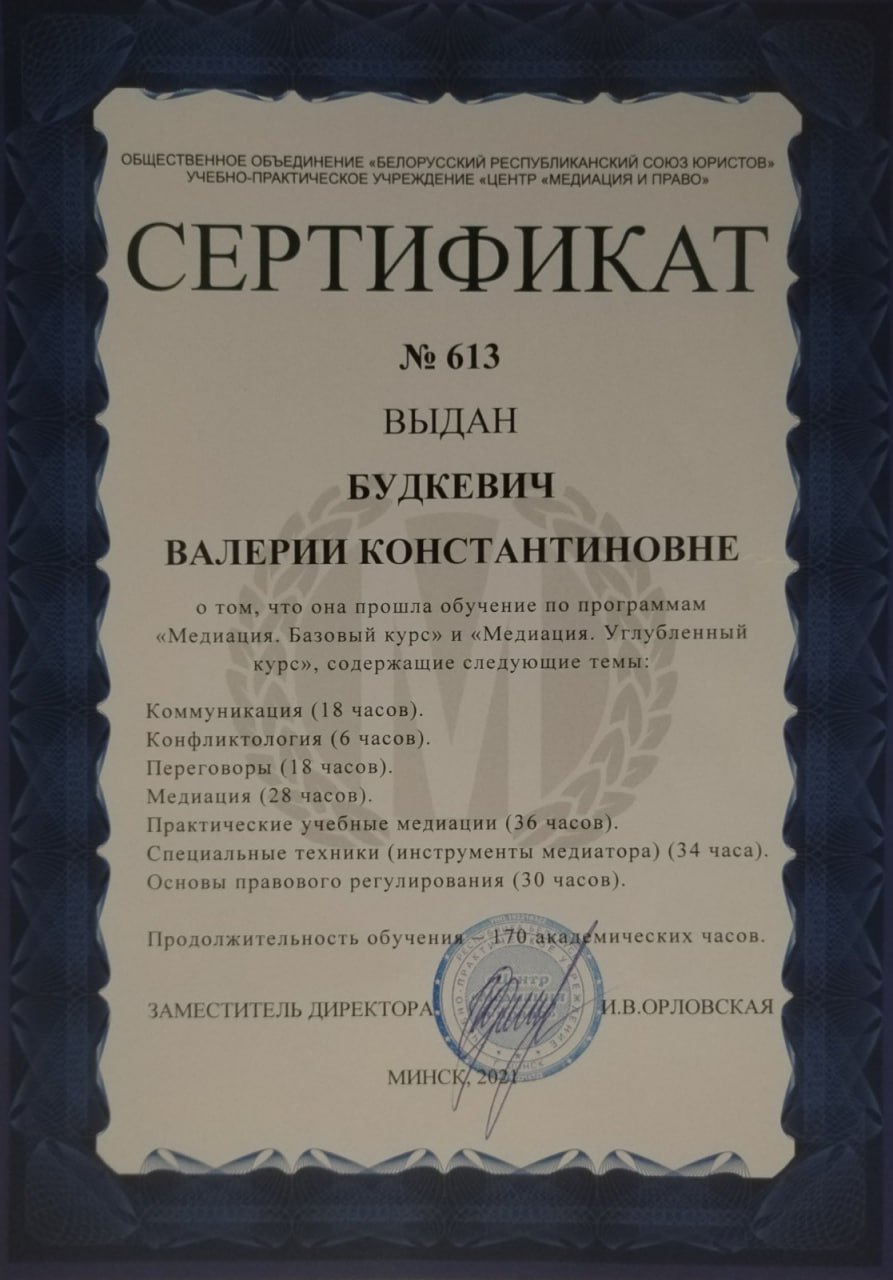 ОБЩЕСТВЕННОЕ ОБЪЕДИНЕНИЕ «БЕЛОРУССКИЙ РЕСПУБЛИКАНСКИЙ СОЮЗ ЮРИСТОВ»
УЧЕБНО-ПРАКТИЧЕСКОЕ УЧРЕЖДЕНИЕ «ЦЕНТР «МЕДИАЦИЯ И ПРАВО»
СЕРТИФИКАТ
№ 613
ВЫДАН
БУДКЕВИЧ
ВАЛЕРИИ КОНСТАНТИНОВНЕ
о том, что она прошла обучение по программам
«Медиация. Базовый курс» и «Медиация. Углубленный
курс», содержащие следующие темы:
Коммуникация (18 часов).
Конфликтология (6 часов).
Переговоры (18 часов).
Медиация (28 часов).
Практические учебные медиации (36 часов).
Специальные техники (инструменты медиатора) (34 часа).
Основы правового регулирования (30 часов).
Продолжительность обучения – 170 академических часов.
ЗАМЕСТИТЕЛЬ ДИРЕКТОРА И.В.ОРЛОВСКАЯ
МИНСК, 2021